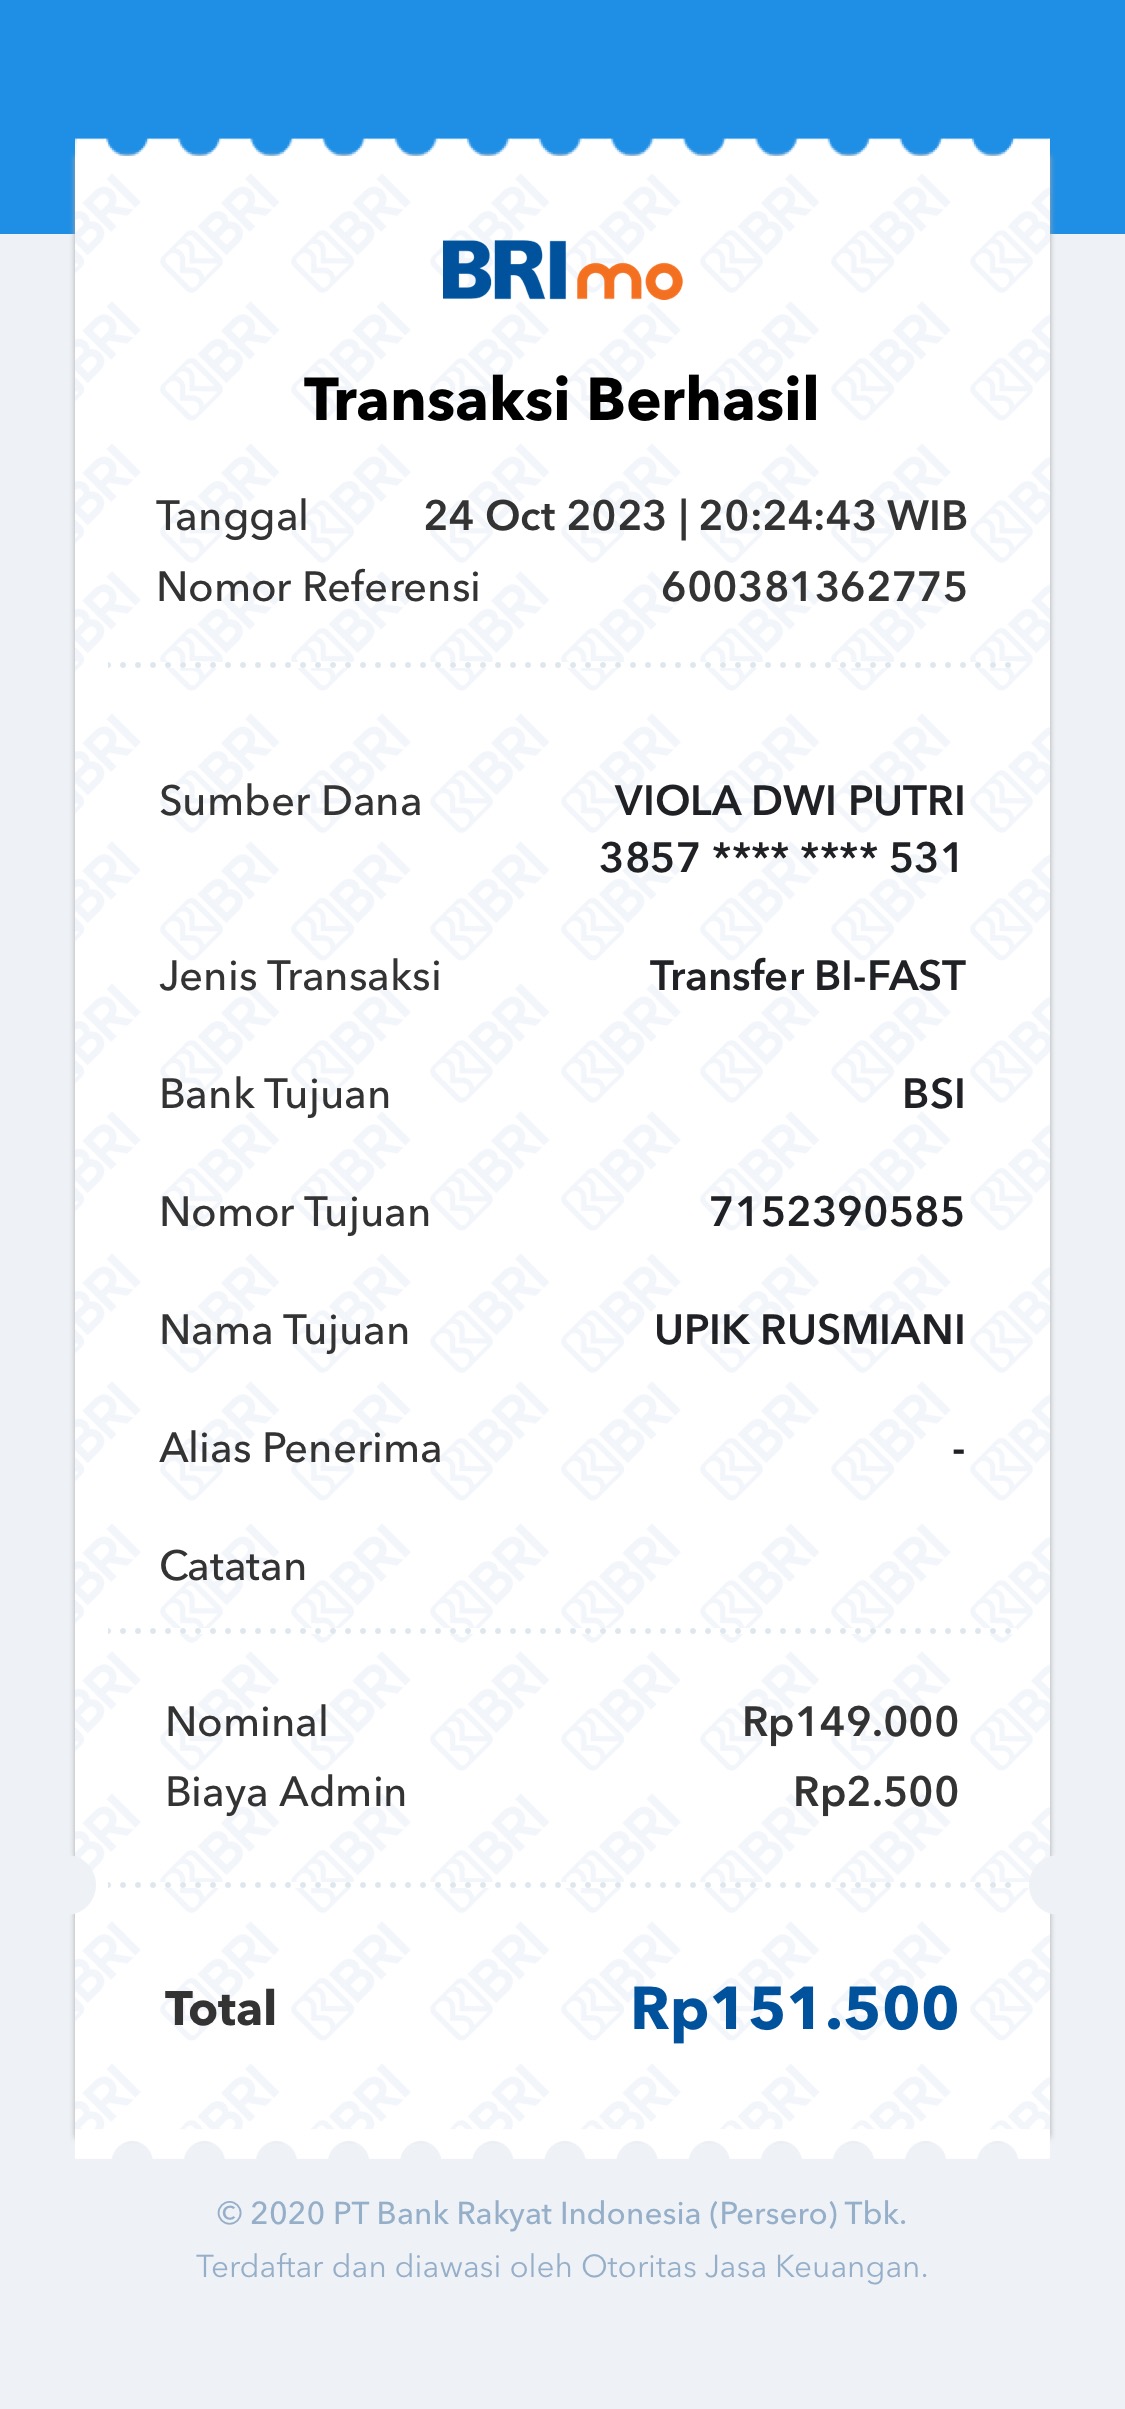 BRImo
Transaksi Berhasil
Tanggal 24 Oct 2023 | 20:24:43 WIB
Nomor Referensi 600381362775
Sumber Dana VIOLA DWI PUTRI
3857 **** **** 531
Jenis Transaksi Transfer BI-FAST
Bank Tujuan BSI
Nomor Tujuan 7152390585
Nama Tujuan UPIK RUSMIANI
Alias Penerima -
Catatan
Nominal Rp149.000
Biaya Admin Rp2.500
Total Rp151.500
© 2020 PT Bank Rakyat Indonesia (Persero) Tbk.
Terdaftar dan diawasi oleh Otoritas Jasa Keuangan.